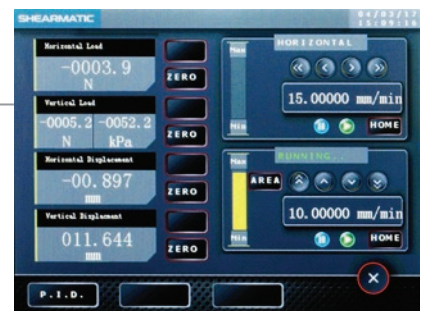 SHEARMATIC
04/03/17
15:09:16
Horizontal Load
-0003.9
N
ZERO
Vertical Load
-0005.2 -0052.2
N kPa
ZERO
Horizontal Displacement
-00.897
mm
ZERO
Vertical Displacement
011.644
mm
ZERO
HORIZONTAL
Max
15.00000 mm/min
Min
HOME
RUNNING..
Max
AREA
10.00000 mm/min
Min
HOME
P.I.D.